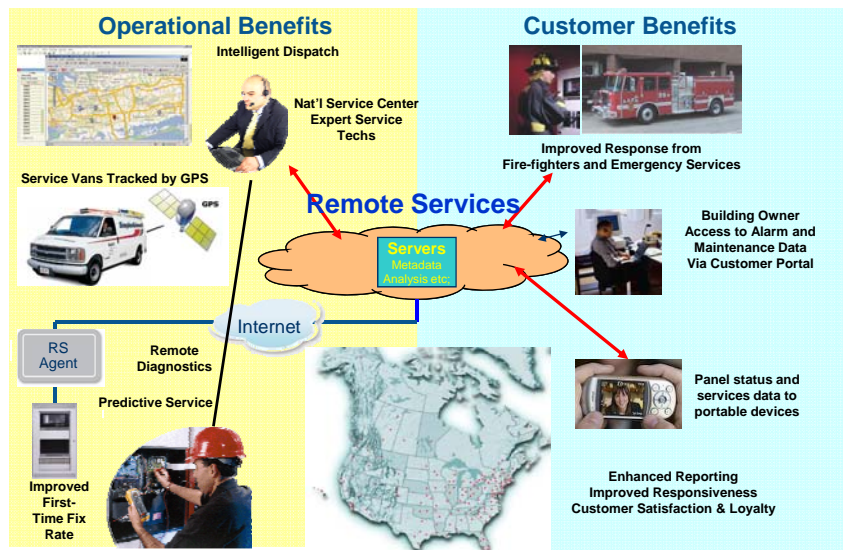 Operational Benefits
Customer Benefits
Intelligent Dispatch
Nat'l Service Center
Expert Service
Techs
Improved Response from
Fire-fighters and Emergency Services
Service Vans Tracked by GPS
GPS
Remote Services
Servers
Metadata
Analysis etc:
Building Owner
Access to Alarm and
Maintenance Data
Via Customer Portal
Internet
RS
Agent
Remote
Diagnostics
Predictive Service
Panel status and
services data to
portable devices
Improved
First-
Time Fix
Rate
Enhanced Reporting
Improved Responsiveness
Customer Satisfaction & Loyalty